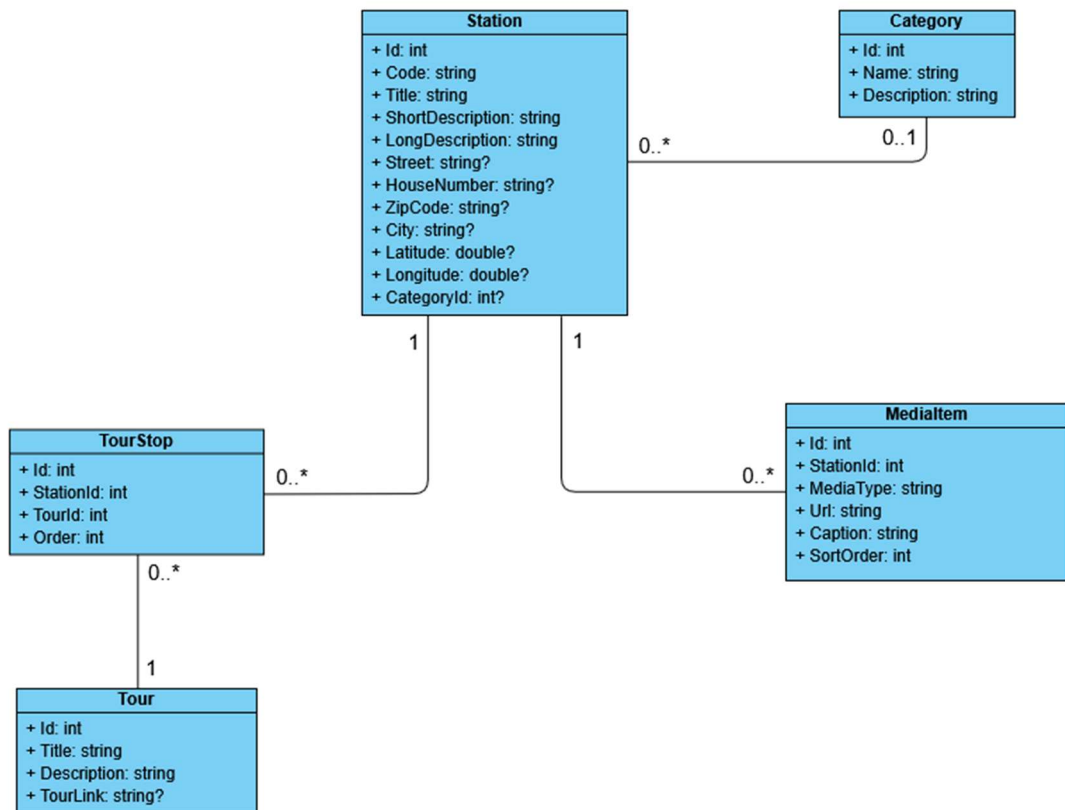 Station
+ Id: int
+ Code: string
+ Title: string
+ ShortDescription: string
+ LongDescription: string
+ Street: string?
+ HouseNumber: string?
+ ZipCode: string?
+ City: string?
+ Latitude: double?
+ Longitude: double?
+ CategoryId: int?
Category
+ Id: int
+ Name: string
+ Description: string
0..*
0..1
1
1
TourStop
+ Id: int
+ StationId: int
+ TourId: int
+ Order: int
0..*
0..*
MediaItem
+ Id: int
+ StationId: int
+ MediaType: string
+ Url: string
+ Caption: string
+ SortOrder: int
0..*
1
Tour
+ Id: int
+ Title: string
+ Description: string
+ TourLink: string?